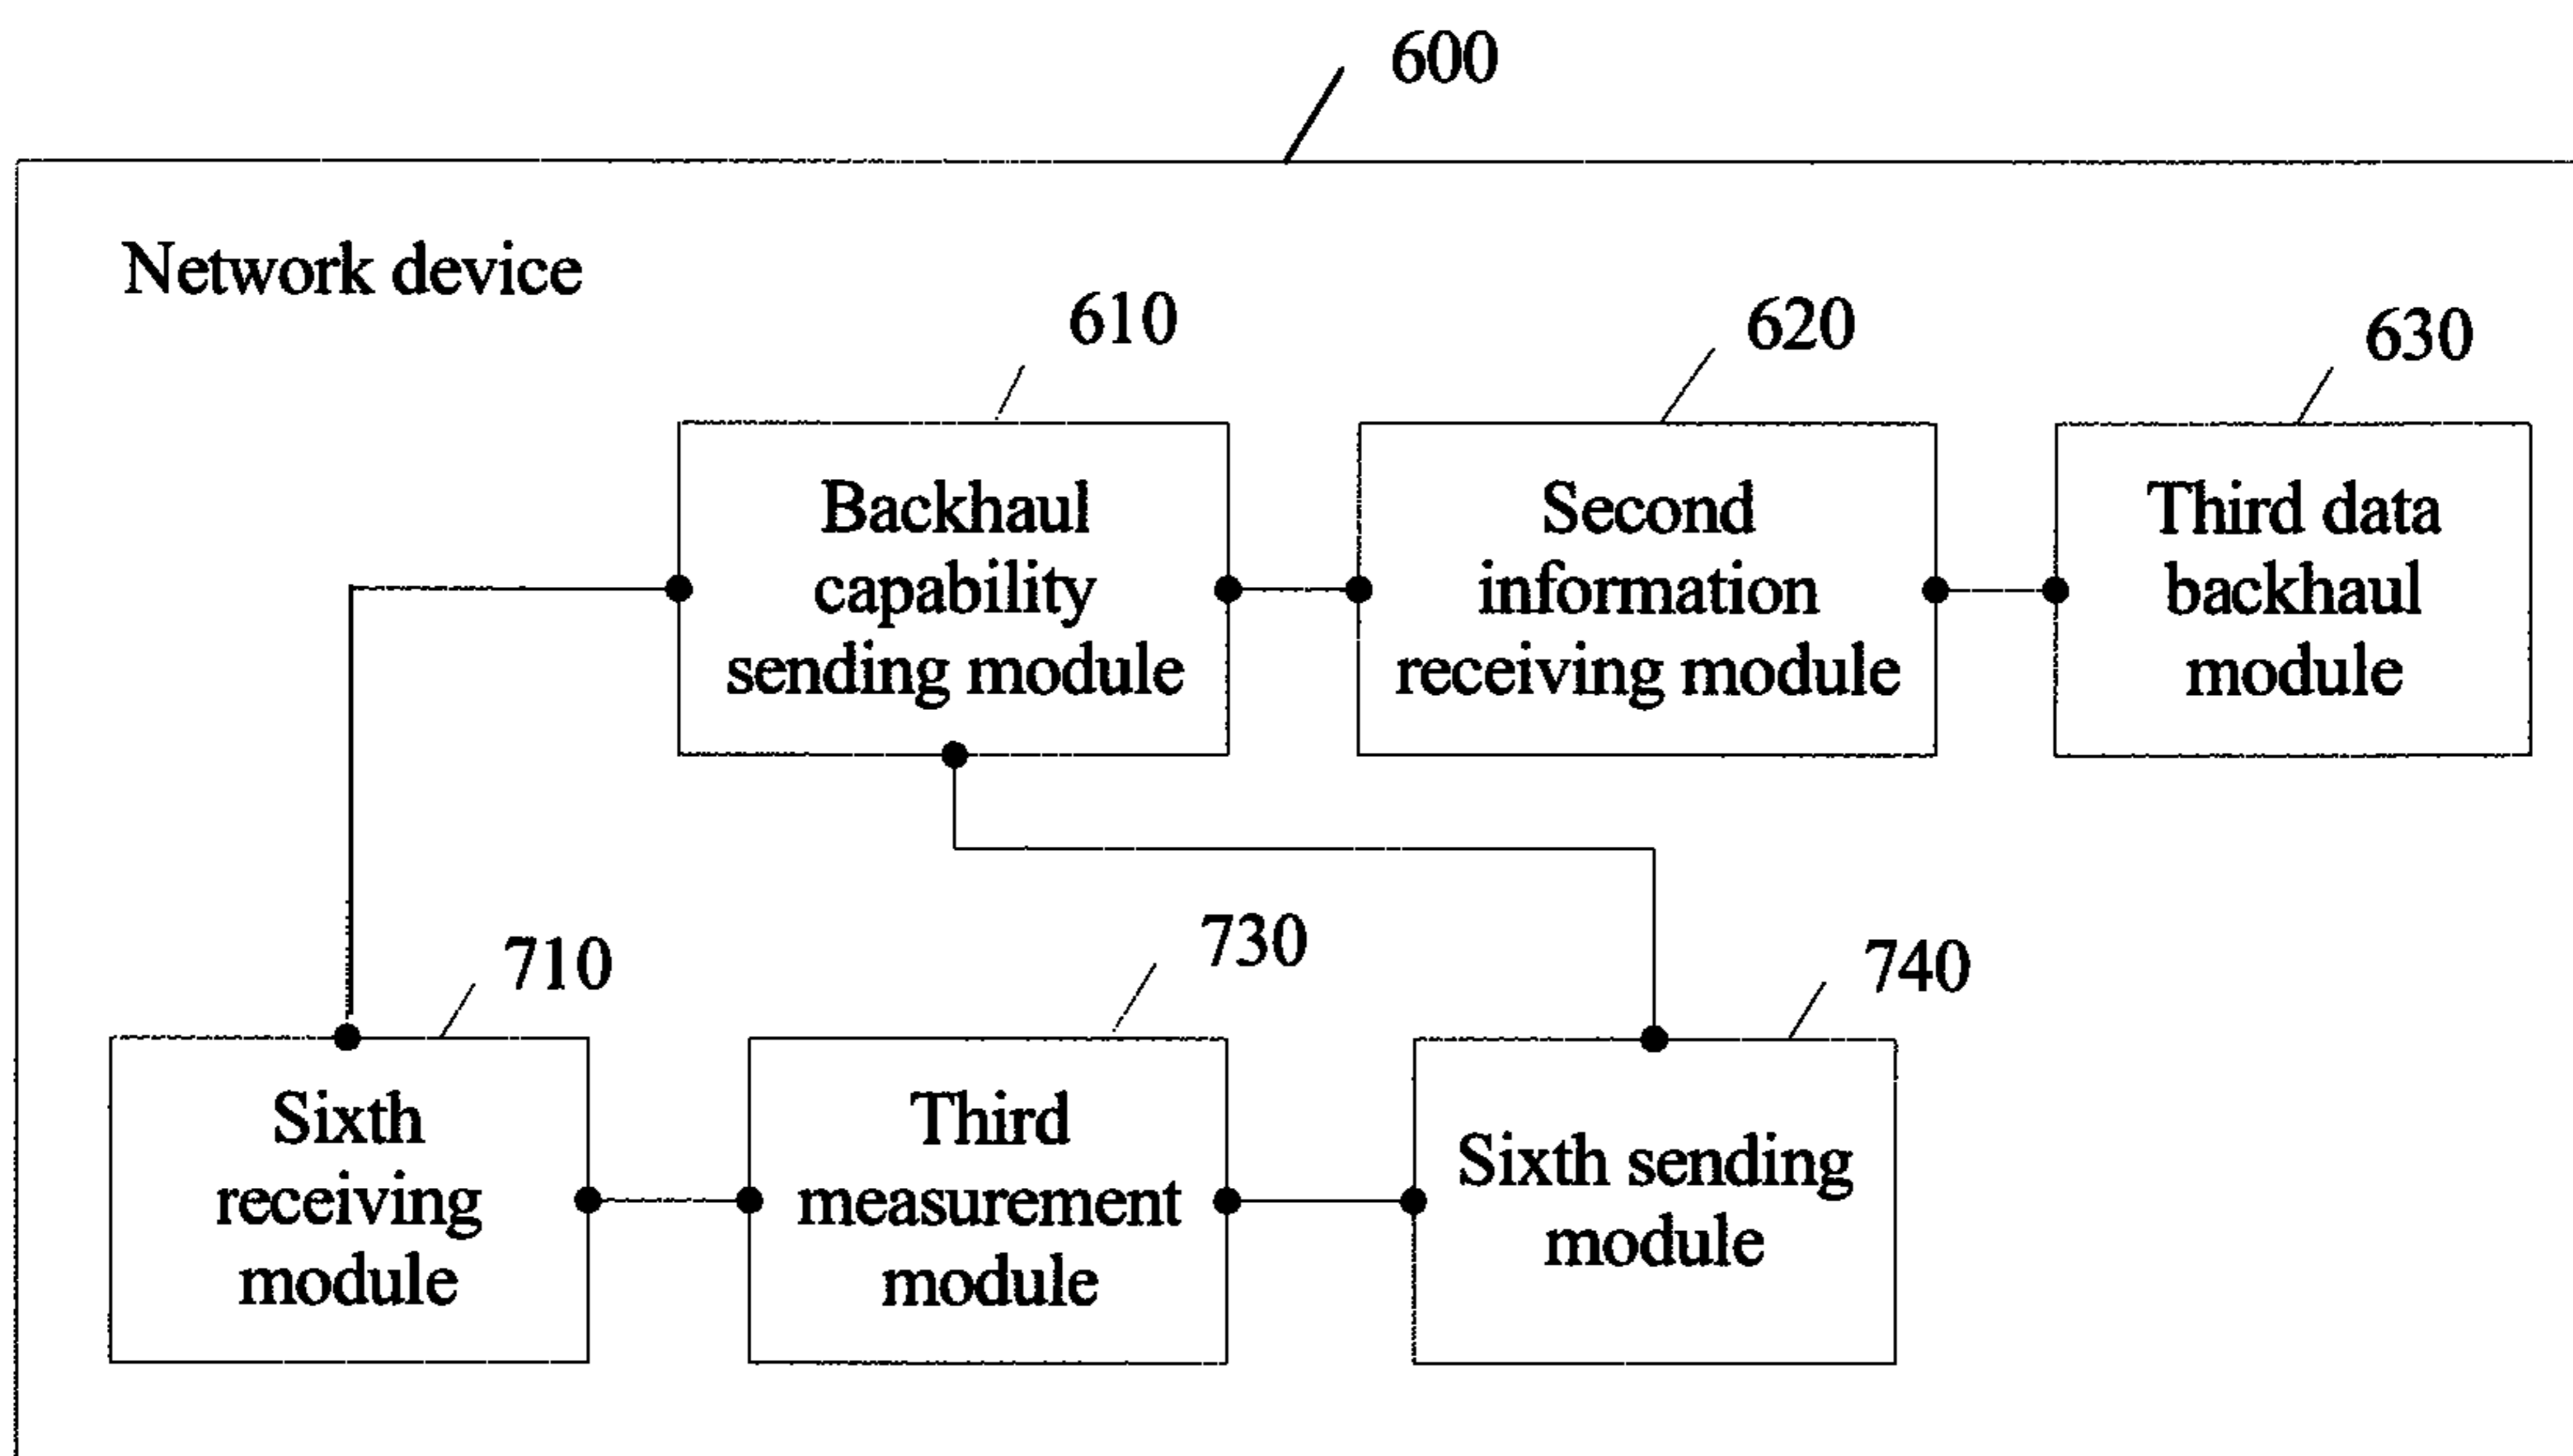 600
Network device
610
620
630
Backhaul
capability
sending module
Second
information
receiving module
Third data
backhaul
module
710
730
740
Sixth
receiving
module
Third
measurement
module
Sixth sending
module